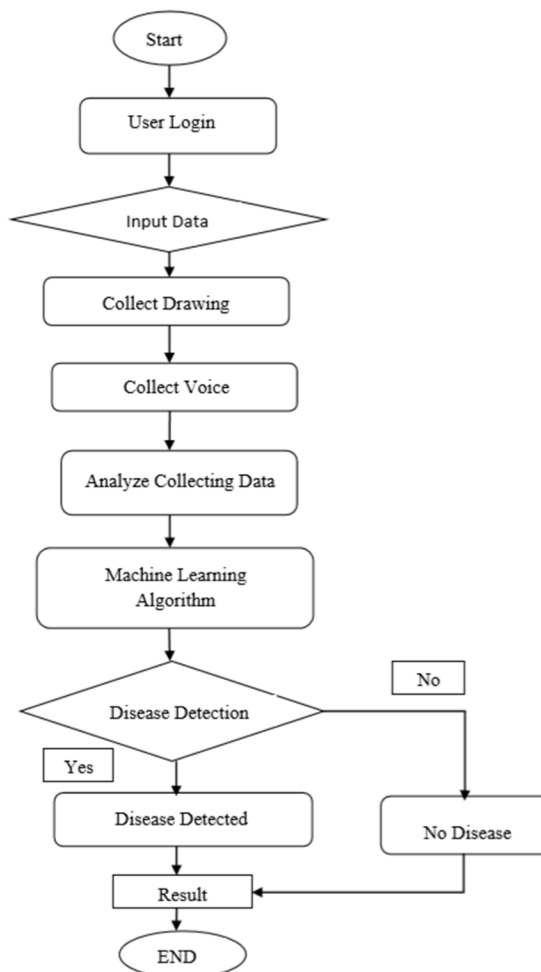 Start
User Login
Input Data
Collect Drawing
Collect Voice
Analyze Collecting Data
Machine Learning
Algorithm
No
Disease Detection
Yes
Disease Detected
No Disease
Result
END